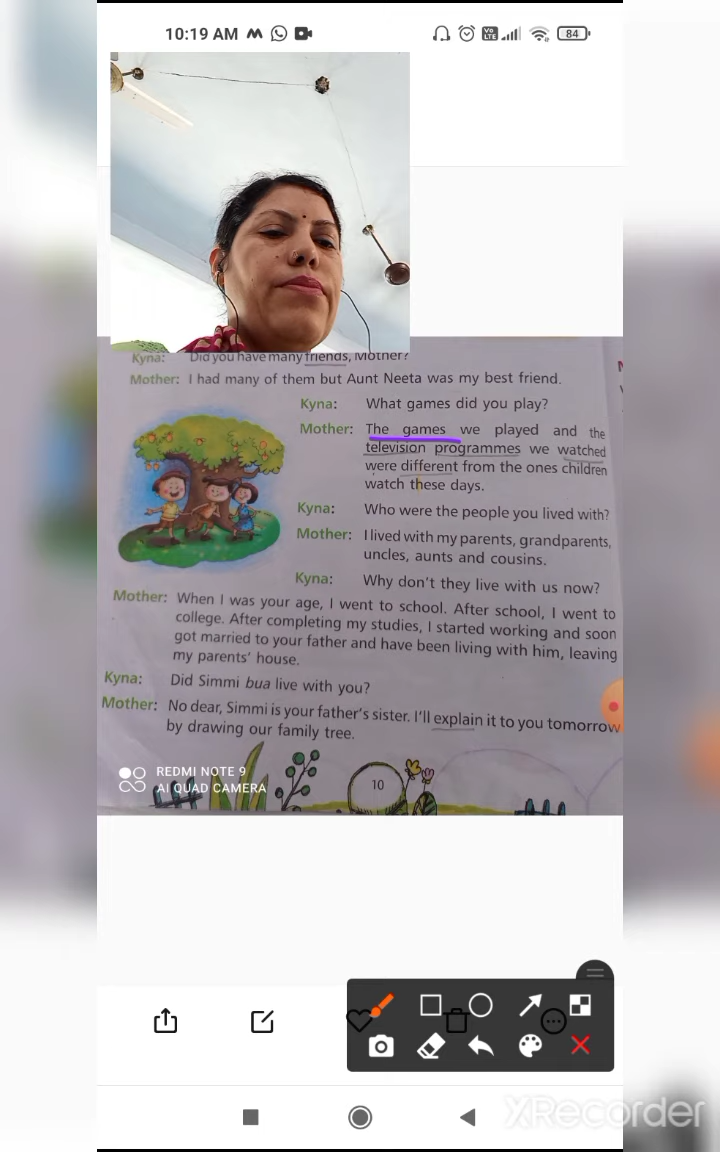 10:19 AM
Vo
LTE
84
Kyna: Did you have many friends, Mother?
Mother: I had many of them but Aunt Neeta was my best friend.
Kyna: What games did you play?
Mother: The games we played and the
television programmes we watched
were different from the ones children
watch these days.
Kyna: Who were the people you lived with?
Mother: I lived with my parents, grandparents,
uncles, aunts and cousins.
Kyna: Why don't they live with us now?
Mother: When I was your age, I went to school. After school, I went to
college. After completing my studies, I started working and soon
got married to your father and have been living with him, leaving
my parents' house.
Kyna: Did Simmi bua live with you?
Mother: No dear, Simmi is your father's sister. I'll explain it to you tomorrow
by drawing our family tree.
REDMI NOTE 9
AI QUAD CAMERA
10
XRecorder